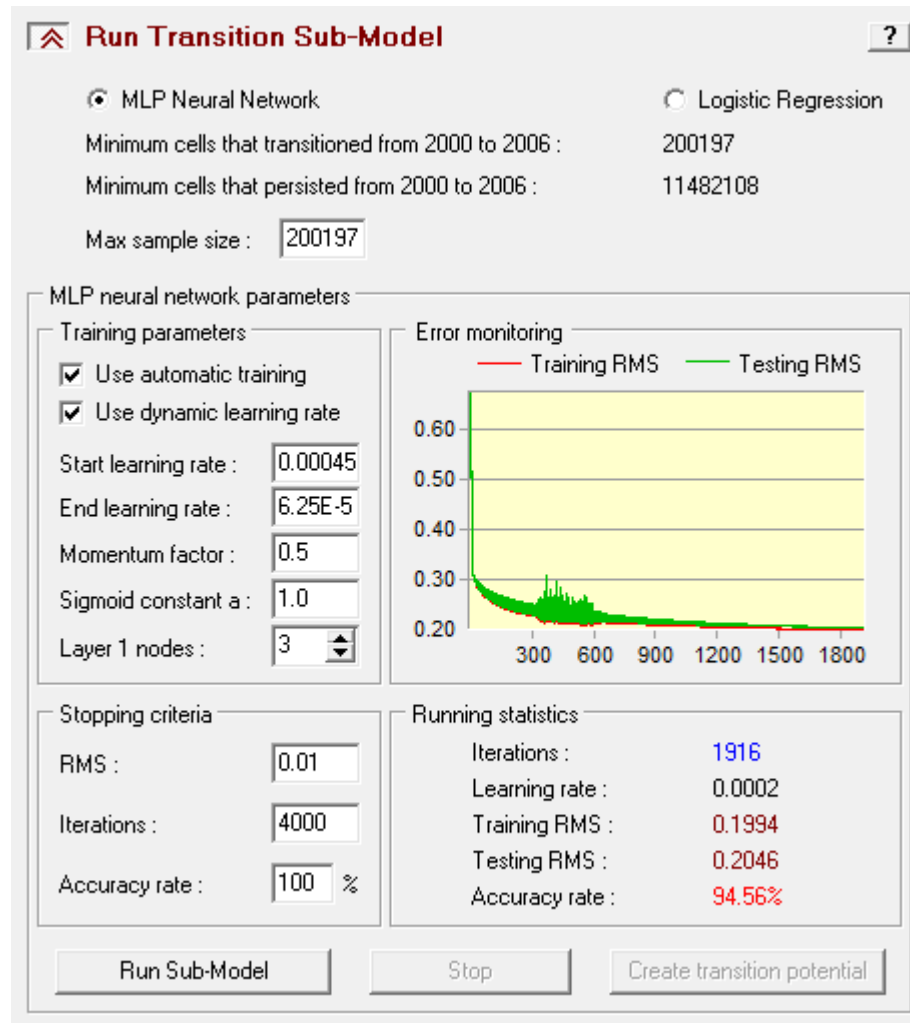 Run Transition Sub-Model ?
MLP Neural Network Logistic Regression
Minimum cells that transitioned from 2000 to 2006 : 200197
Minimum cells that persisted from 2000 to 2006 : 11482108
Max sample size : 200197
MLP neural network parameters
Training parameters
Use automatic training
Use dynamic learning rate
Start learning rate : 0.00045
End learning rate : 6.25E-5
Momentum factor : 0.5
Sigmoid constant a : 1.0
Layer 1 nodes : 3
Error monitoring
Training RMS Testing RMS
0.60
0.50
0.40
0.30
0.20
300 600 900 1200 1500 1800
Stopping criteria
RMS : 0.01
Iterations : 4000
Accuracy rate : 100 %
Running statistics
Iterations : 1916
Learning rate : 0.0002
Training RMS : 0.1994
Testing RMS : 0.2046
Accuracy rate : 94.56%
Run Sub-Model Stop Create transition potential